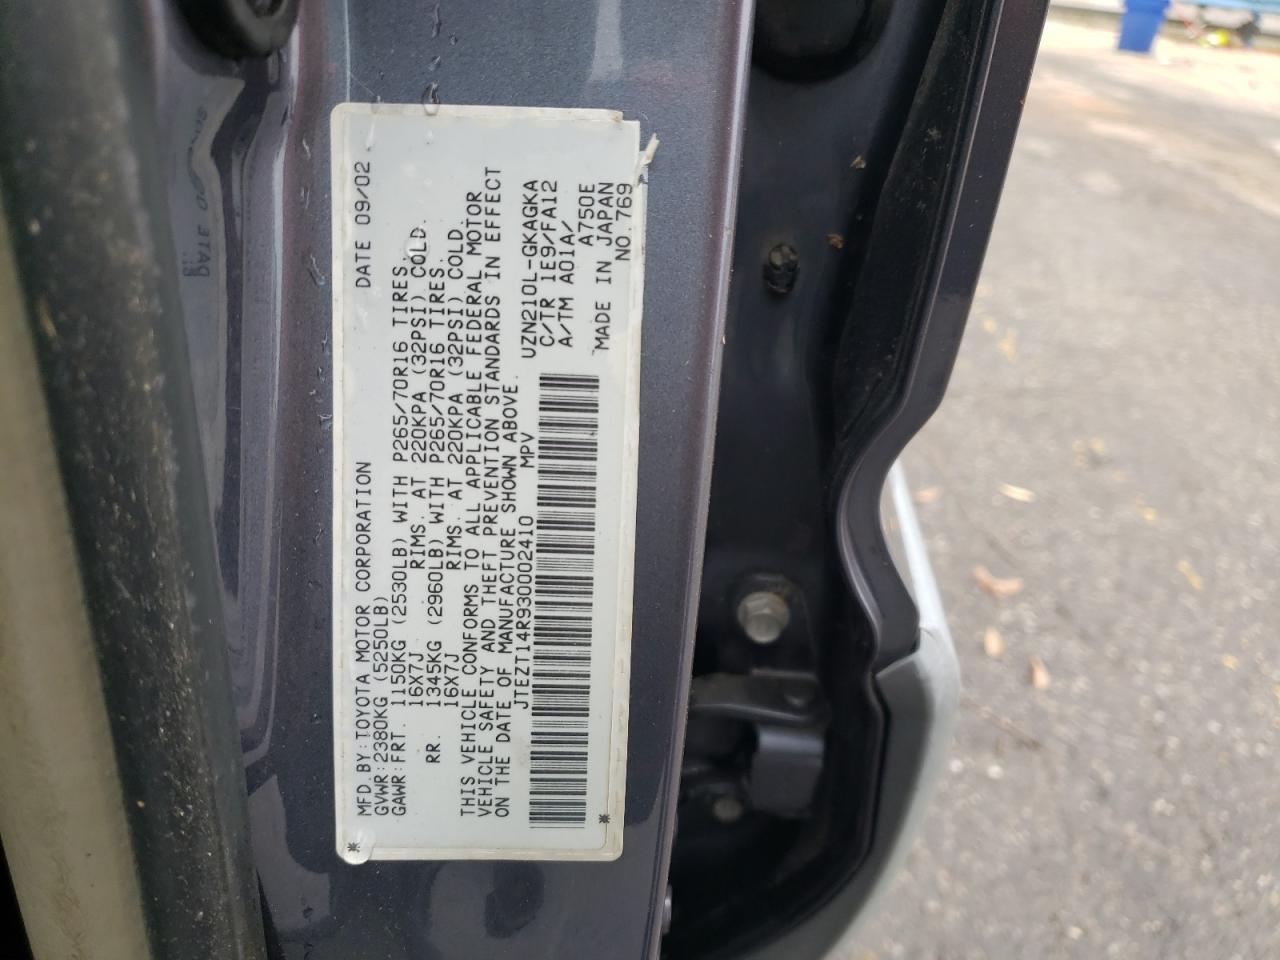 MFD.BY:TOYOTA MOTOR CORPORATION DATE 09/02
GVWR:2380KG (5250LB)
GAWR:FRT. 1150KG (2530LB) WITH P265/70R16 TIRES.
16X7J RIMS. AT 220KPA (32PSI) COLD.
RR. 1345KG (2960LB) WITH P265/70R16 TIRES.
16X7J RIMS. AT 220KPA (32PSI) COLD.
THIS VEHICLE CONFORMS TO ALL APPLICABLE FEDERAL MOTOR
VEHICLE SAFETY AND THEFT PREVENTION STANDARDS IN EFFECT
ON THE DATE OF MANUFACTURE SHOWN ABOVE.
JTEZT14R930002410 MPV UZN210L-GKAGKA
C/TR 1E9/FA12
A/TM A01A/
A750E
MADE IN JAPAN
NO.769